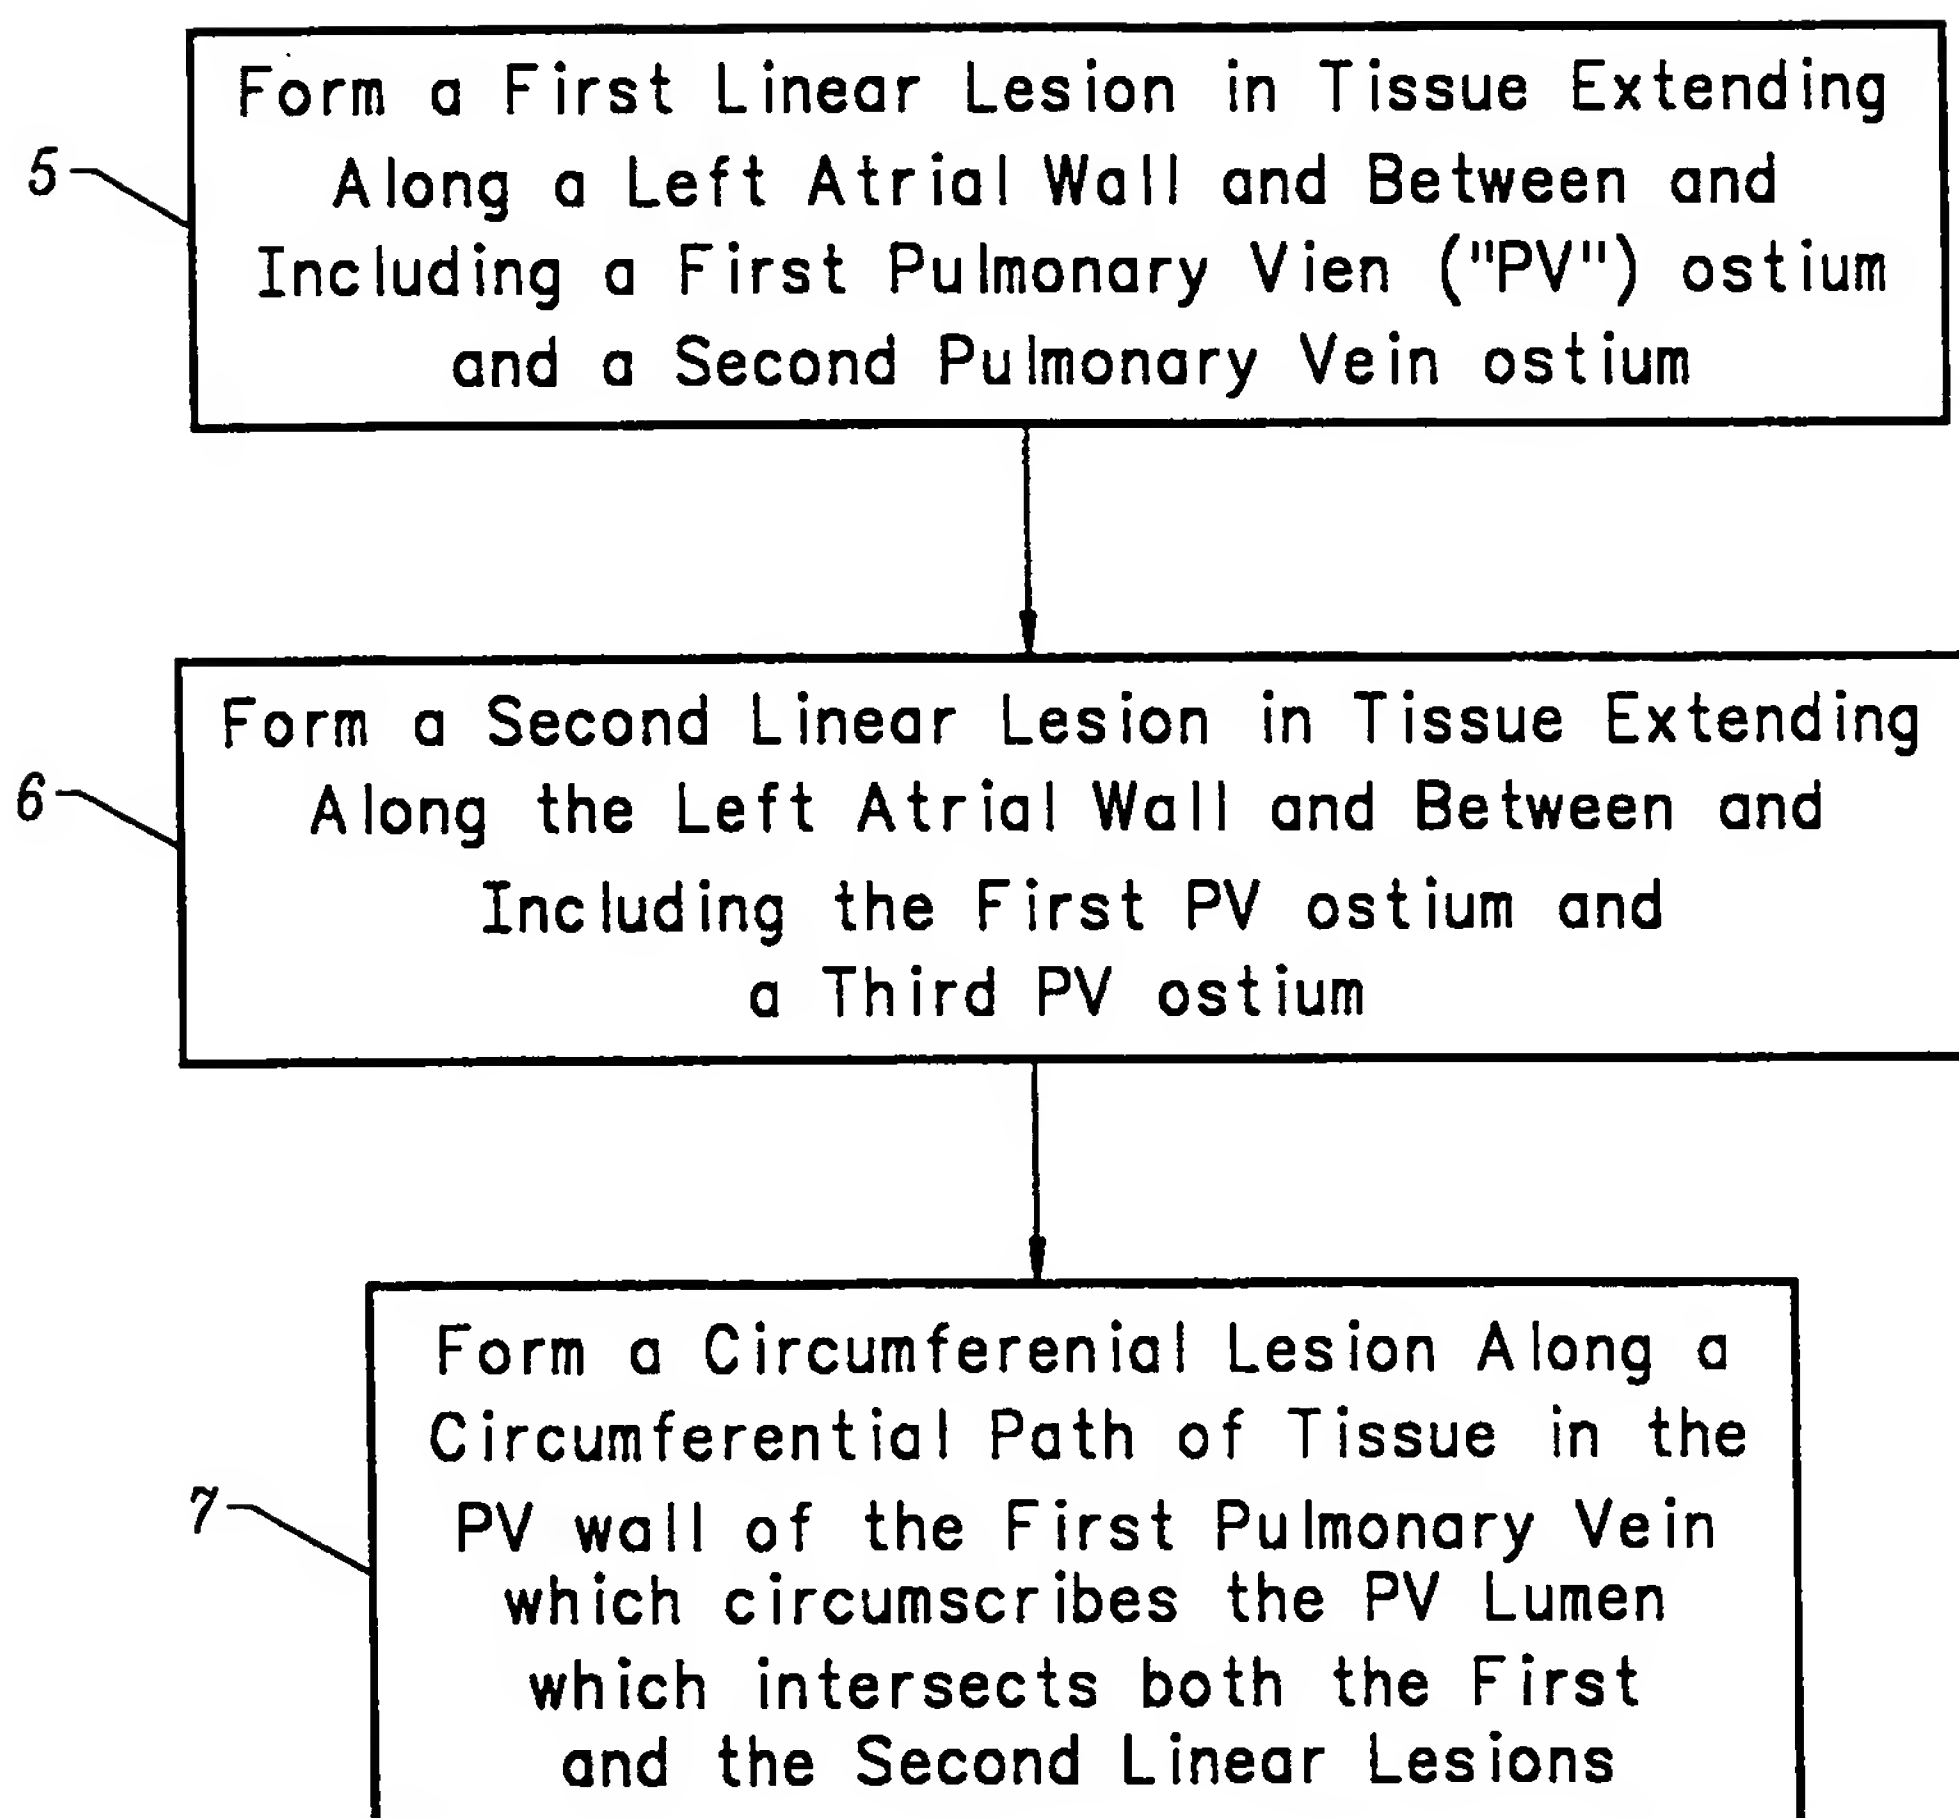 Form a First Linear Lesion in Tissue Extending
5
Along a Left Atrial Wall and Between and
Including a First Pulmonary Vien ("PV") ostium
and a Second Pulmonary Vein ostium
Form a Second Linear Lesion in Tissue Extending
6
Along the Left Atrial Wall and Between and
Including the First PV ostium and
a Third PV ostium
Form a Circumferenial Lesion Along a
Circumferential Path of Tissue in the
7
PV wall of the First Pulmonary Vein
which circumscribes the PV Lumen
which intersects both the First
and the Second Linear Lesions